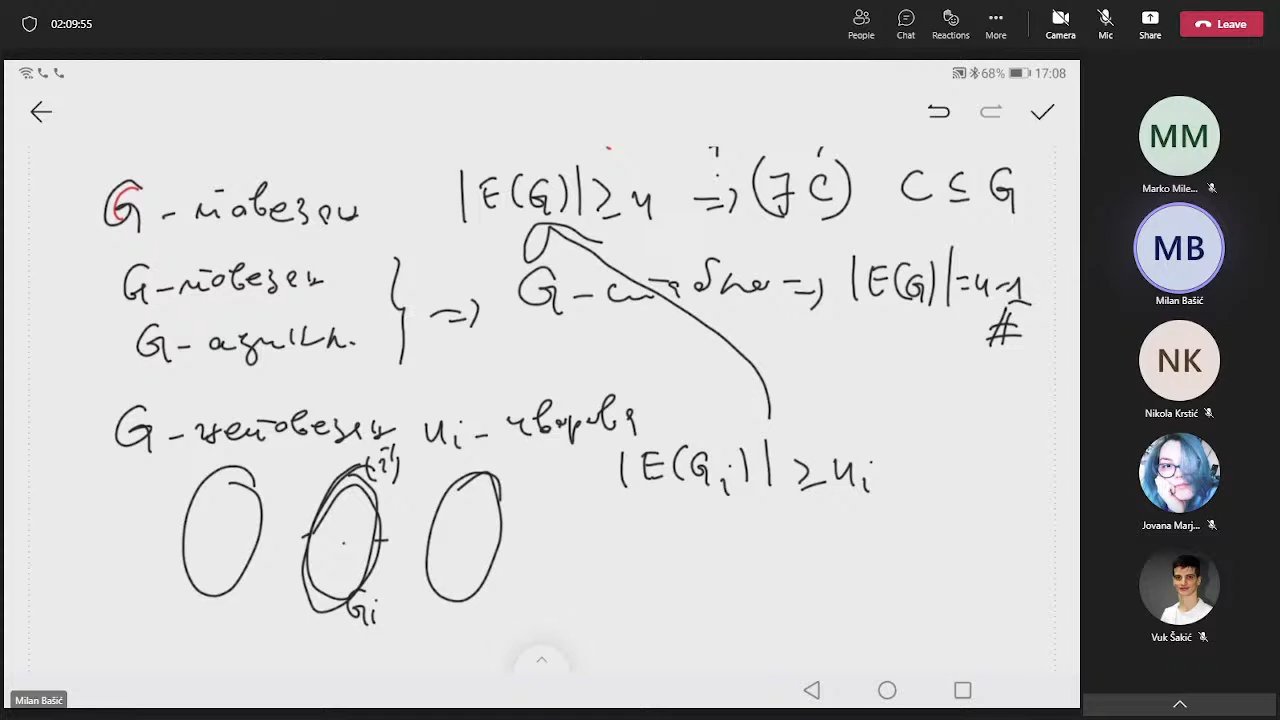 02:09:55
People Chat Reactions More Camera Mic Share Leave
68% 17:08
G - повезан |E(G)| ≥ n ⇒ (∃ C) C ⊆ G
G - повезан
G - ацикл. } ⇒ G - стабло ⇒ |E(G)| = n-1 #
G - неповезан n_i - чворова
|E(G_i)| ≥ n_i
G_i
Milan Bašić
MM
Marko Mile...
MB
Milan Bašić
NK
Nikola Krstić
Jovana Marj...
Vuk Šakić